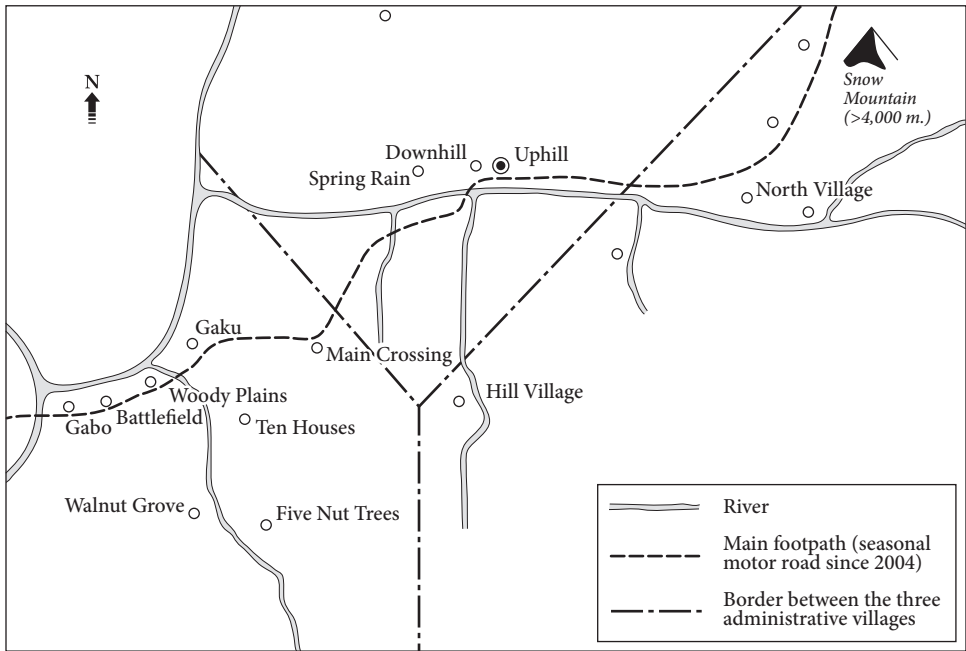 N
Snow
Mountain
(>4,000 m.)
Downhill
Uphill
Spring Rain
North Village
Gaku
Main Crossing
Woody Plains
Hill Village
Battlefield
Gabo
Ten Houses
Walnut Grove
Five Nut Trees
River
Main footpath (seasonal
motor road since 2004)
Border between the three
administrative villages